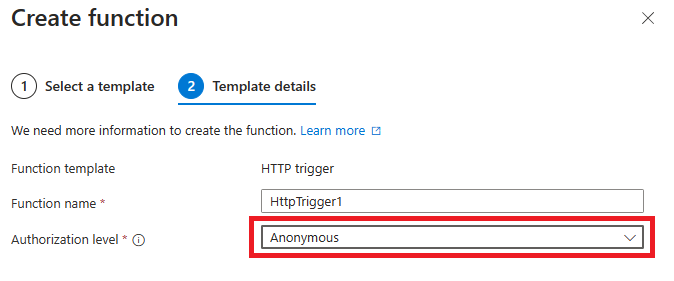 Create function
1 Select a template 2 Template details
We need more information to create the function. Learn more
Function template HTTP trigger
Function name * HttpTrigger1
Authorization level * Anonymous